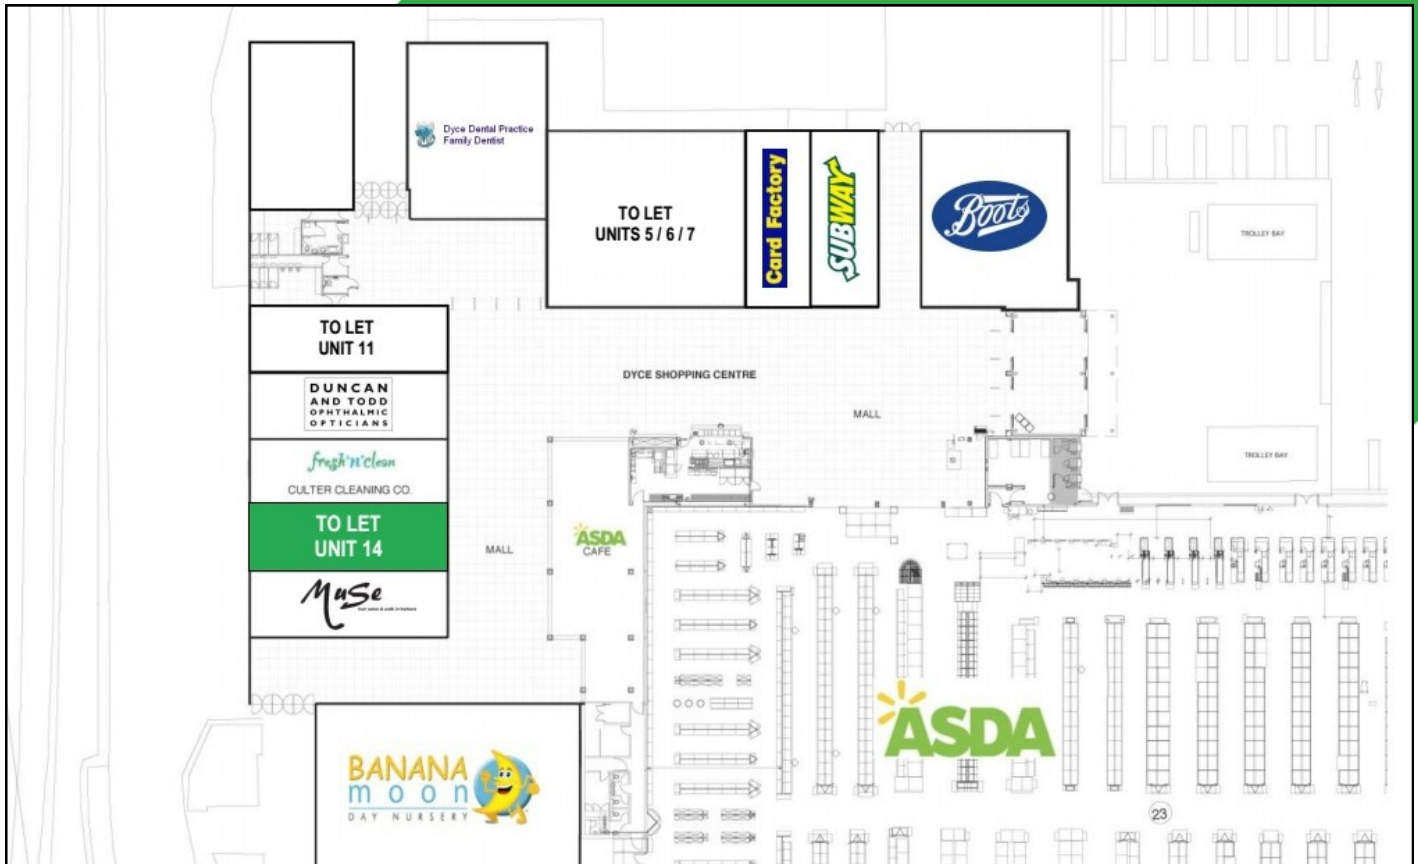 Dyce Dental Practice
Family Dentist
TO LET
UNITS 5 / 6 / 7
Card Factory
SUBWAY
Boots
TROLLEY BAY
TO LET
UNIT 11
DYCE SHOPPING CENTRE
MALL
DUNCAN
AND TODD
OPHTHALMIC
OPTICIANS
TROLLEY BAY
fresh'n'clean
CULTER CLEANING CO.
TO LET
UNIT 14
MALL
ASDA
CAFE
MuSe
ASDA
BANANA
moon
DAY NURSERY
23